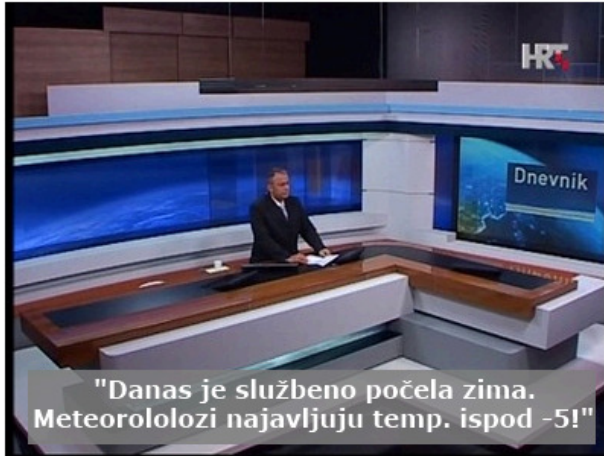 HRT
Dnevnik
"Danas je službeno počela zima.
Meteorololozi najavljuju temp. ispod -5!"